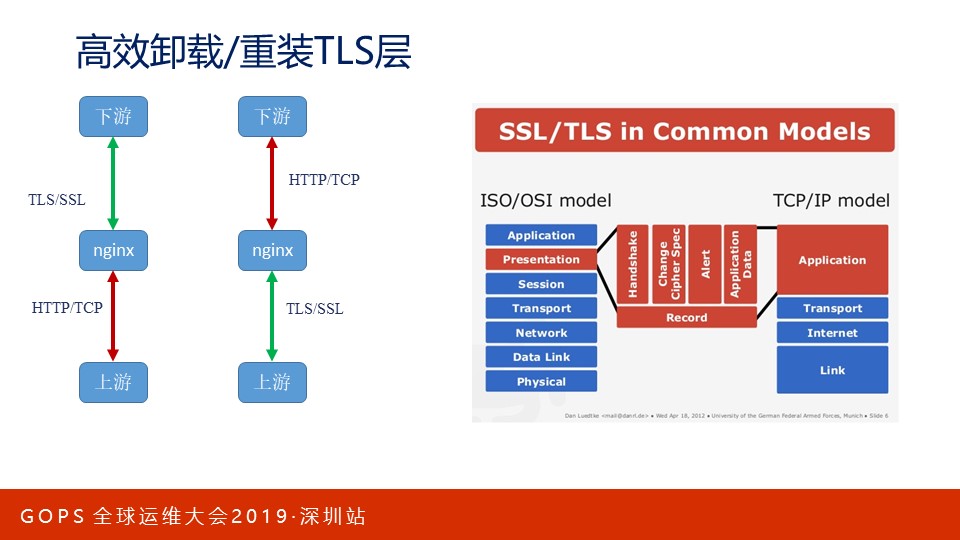 高效卸载/重装TLS层
下游
下游
TLS/SSL
HTTP/TCP
nginx
nginx
HTTP/TCP
TLS/SSL
上游
上游
SSL/TLS in Common Models
ISO/OSI model
TCP/IP model
Application
Presentation
Session
Transport
Network
Data Link
Physical
Handshake
Change
Cipher Spec
Alert
Application
Data
Record
Application
Transport
Internet
Link
Dan Luedtke <mail@danrl.de> ● Wed Apr 18, 2012 ● University of the German Federal Armed Forces, Munich ● Slide 6
GOPS 全球运维大会2019·深圳站